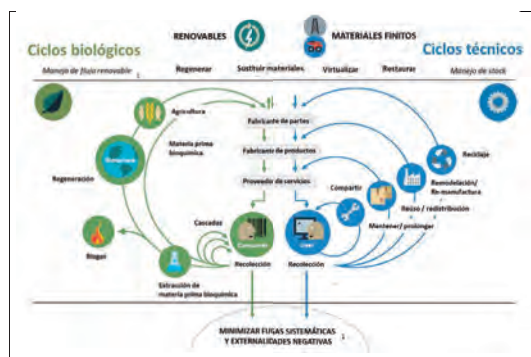 RENOVABLES
MATERIALES FINITOS
Ciclos biológicos
Ciclos técnicos
Manejo de flujo renovable
1
Regenerar
Sustituir materiales
Virtualizar
Restaurar
Manejo de stock
Agricultura
Fabricante de partes
Materia prima
bioquímica
Fabricante de productos
Reciclaje
Regeneración
Proveedor de servicios
Compartir
Remodelación/
Re-manufactura
Reúso / redistribución
Mantener/ prolongar
Cascadas
Biogas
Recolección
Recolección
Extracción de
materia prima bioquímica
MINIMIZAR FUGAS SISTEMÁTICAS
1
Y EXTERNALIDADES NEGATIVAS